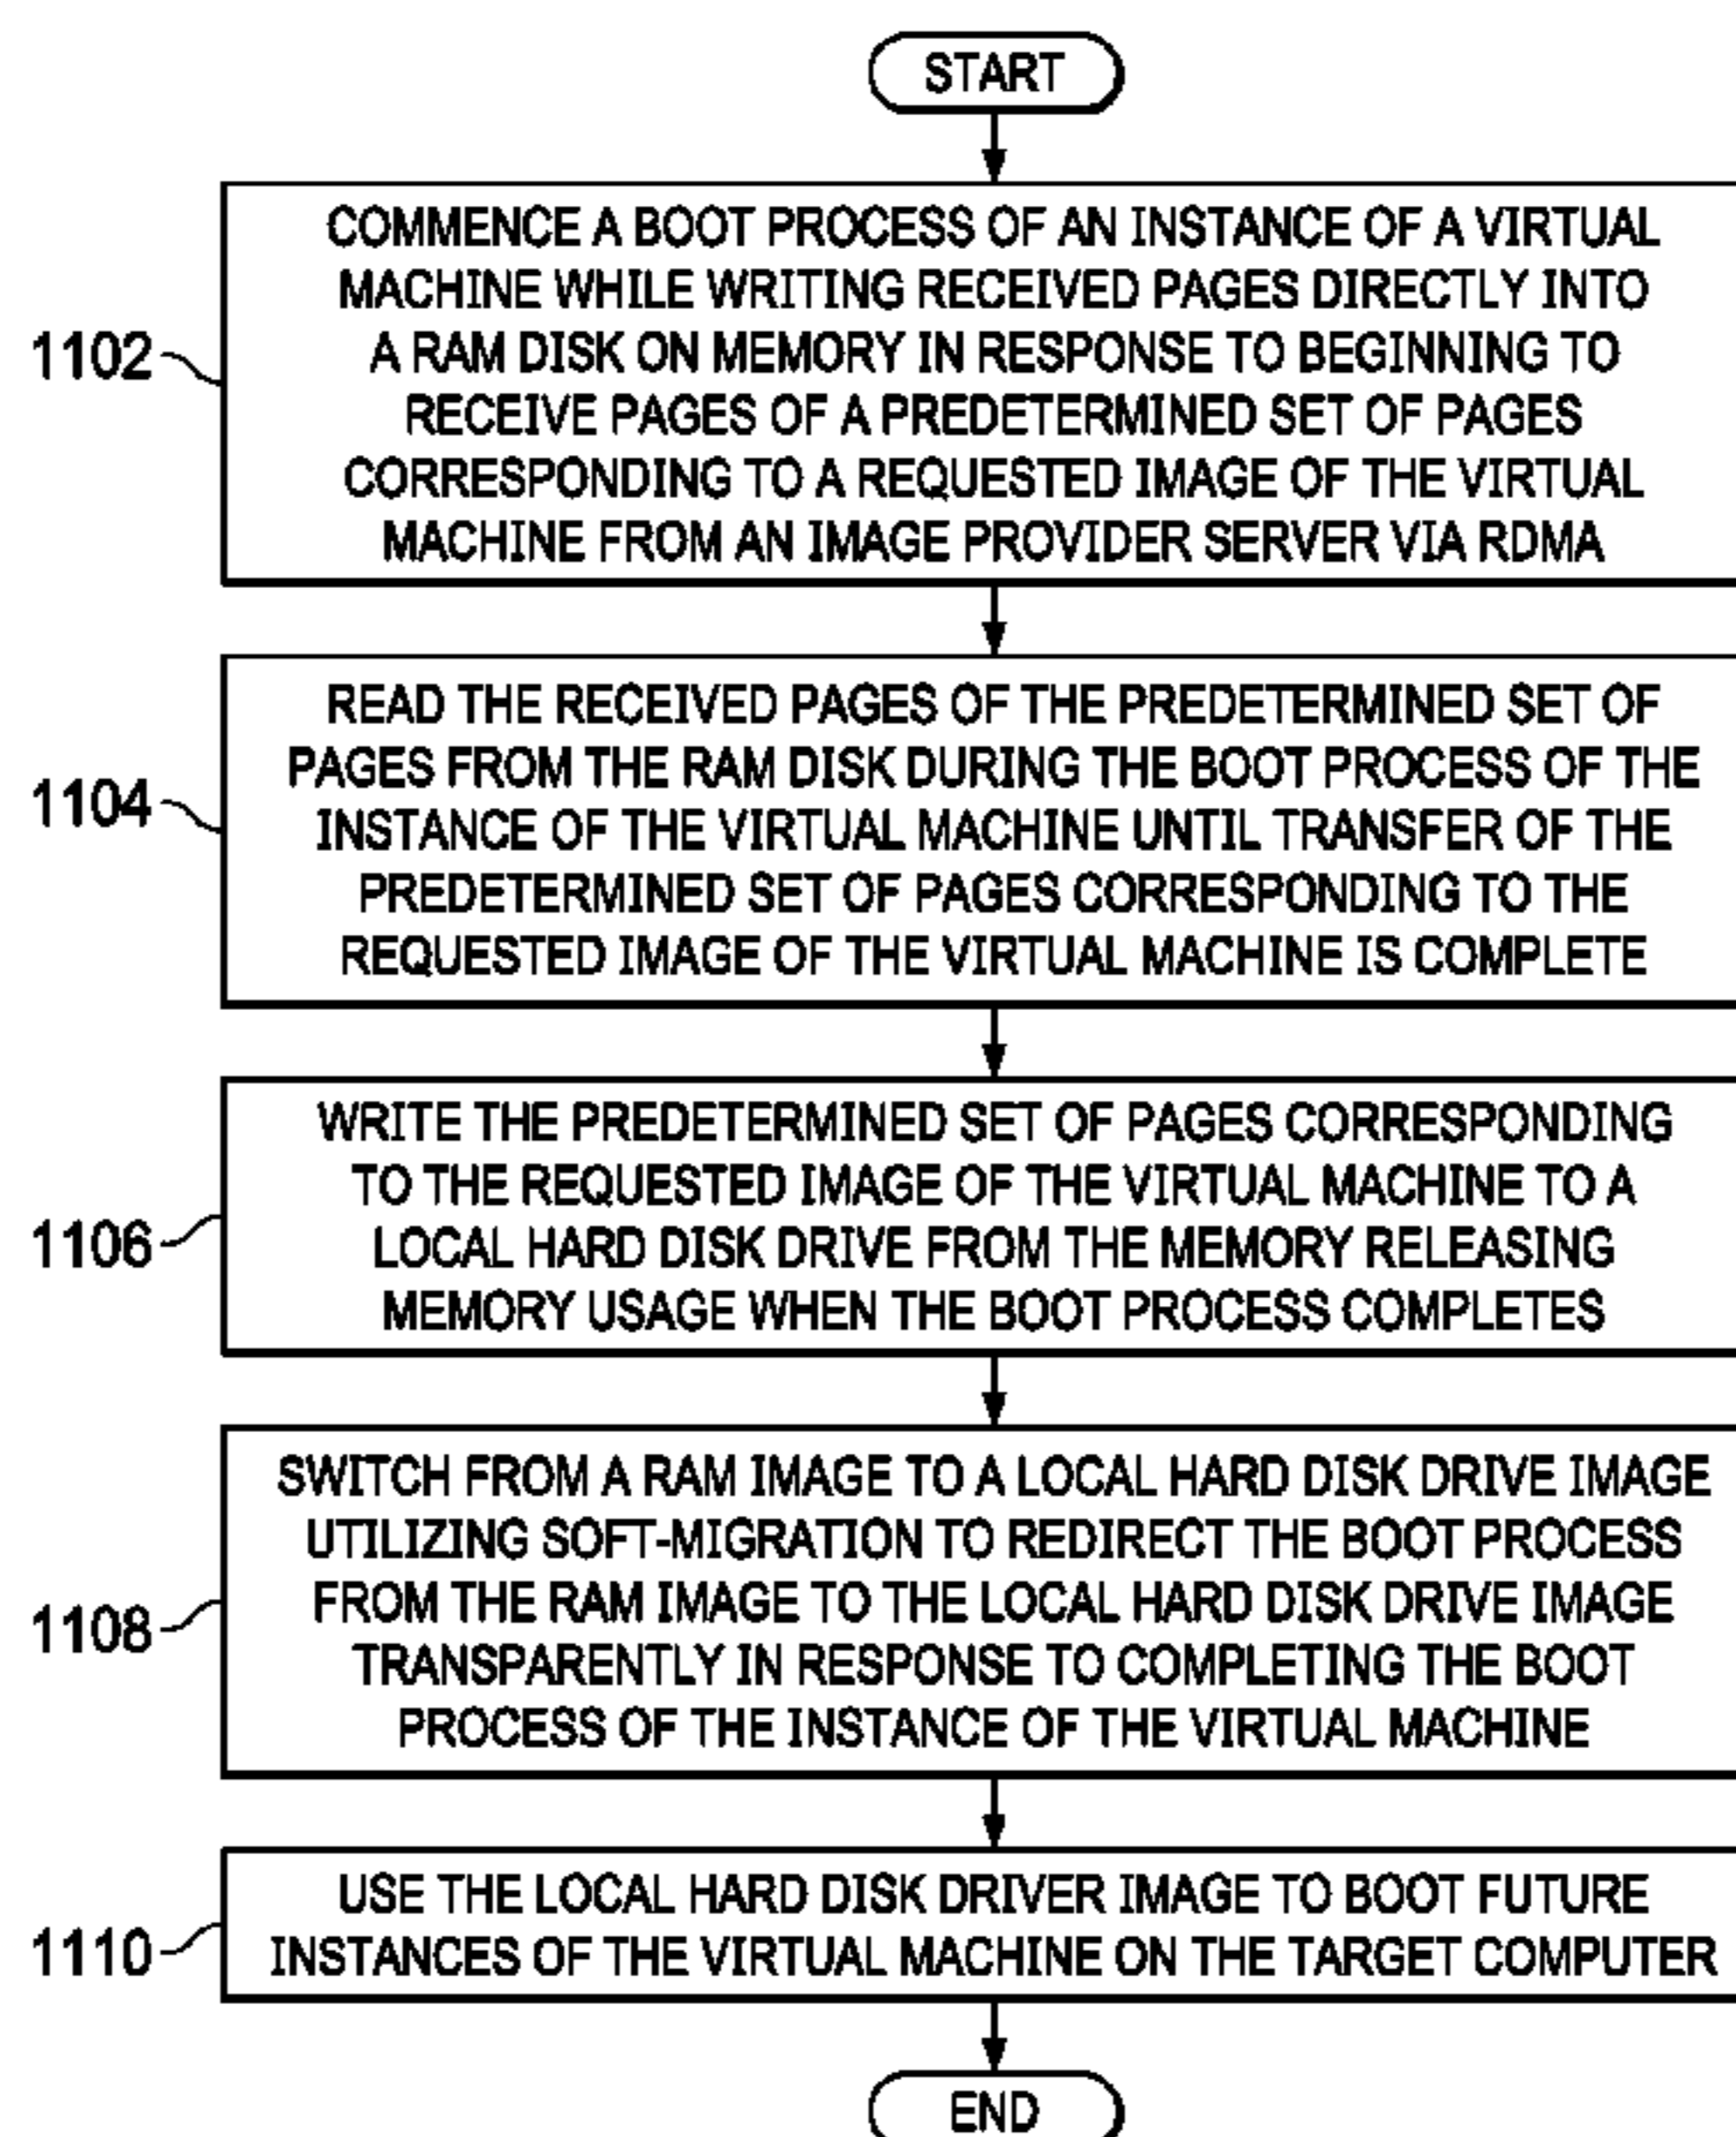 START
COMMENCE A BOOT PROCESS OF AN INSTANCE OF A VIRTUAL
MACHINE WHILE WRITING RECEIVED PAGES DIRECTLY INTO
A RAM DISK ON MEMORY IN RESPONSE TO BEGINNING TO
RECEIVE PAGES OF A PREDETERMINED SET OF PAGES
CORRESPONDING TO A REQUESTED IMAGE OF THE VIRTUAL
MACHINE FROM AN IMAGE PROVIDER SERVER VIA RDMA
1102
READ THE RECEIVED PAGES OF THE PREDETERMINED SET OF
PAGES FROM THE RAM DISK DURING THE BOOT PROCESS OF THE
INSTANCE OF THE VIRTUAL MACHINE UNTIL TRANSFER OF THE
PREDETERMINED SET OF PAGES CORRESPONDING TO THE
REQUESTED IMAGE OF THE VIRTUAL MACHINE IS COMPLETE
1104
WRITE THE PREDETERMINED SET OF PAGES CORRESPONDING
TO THE REQUESTED IMAGE OF THE VIRTUAL MACHINE TO A
LOCAL HARD DISK DRIVE FROM THE MEMORY RELEASING
MEMORY USAGE WHEN THE BOOT PROCESS COMPLETES
1106
SWITCH FROM A RAM IMAGE TO A LOCAL HARD DISK DRIVE IMAGE
UTILIZING SOFT-MIGRATION TO REDIRECT THE BOOT PROCESS
FROM THE RAM IMAGE TO THE LOCAL HARD DISK DRIVE IMAGE
TRANSPARENTLY IN RESPONSE TO COMPLETING THE BOOT
PROCESS OF THE INSTANCE OF THE VIRTUAL MACHINE
1108
USE THE LOCAL HARD DISK DRIVER IMAGE TO BOOT FUTURE
INSTANCES OF THE VIRTUAL MACHINE ON THE TARGET COMPUTER
1110
END